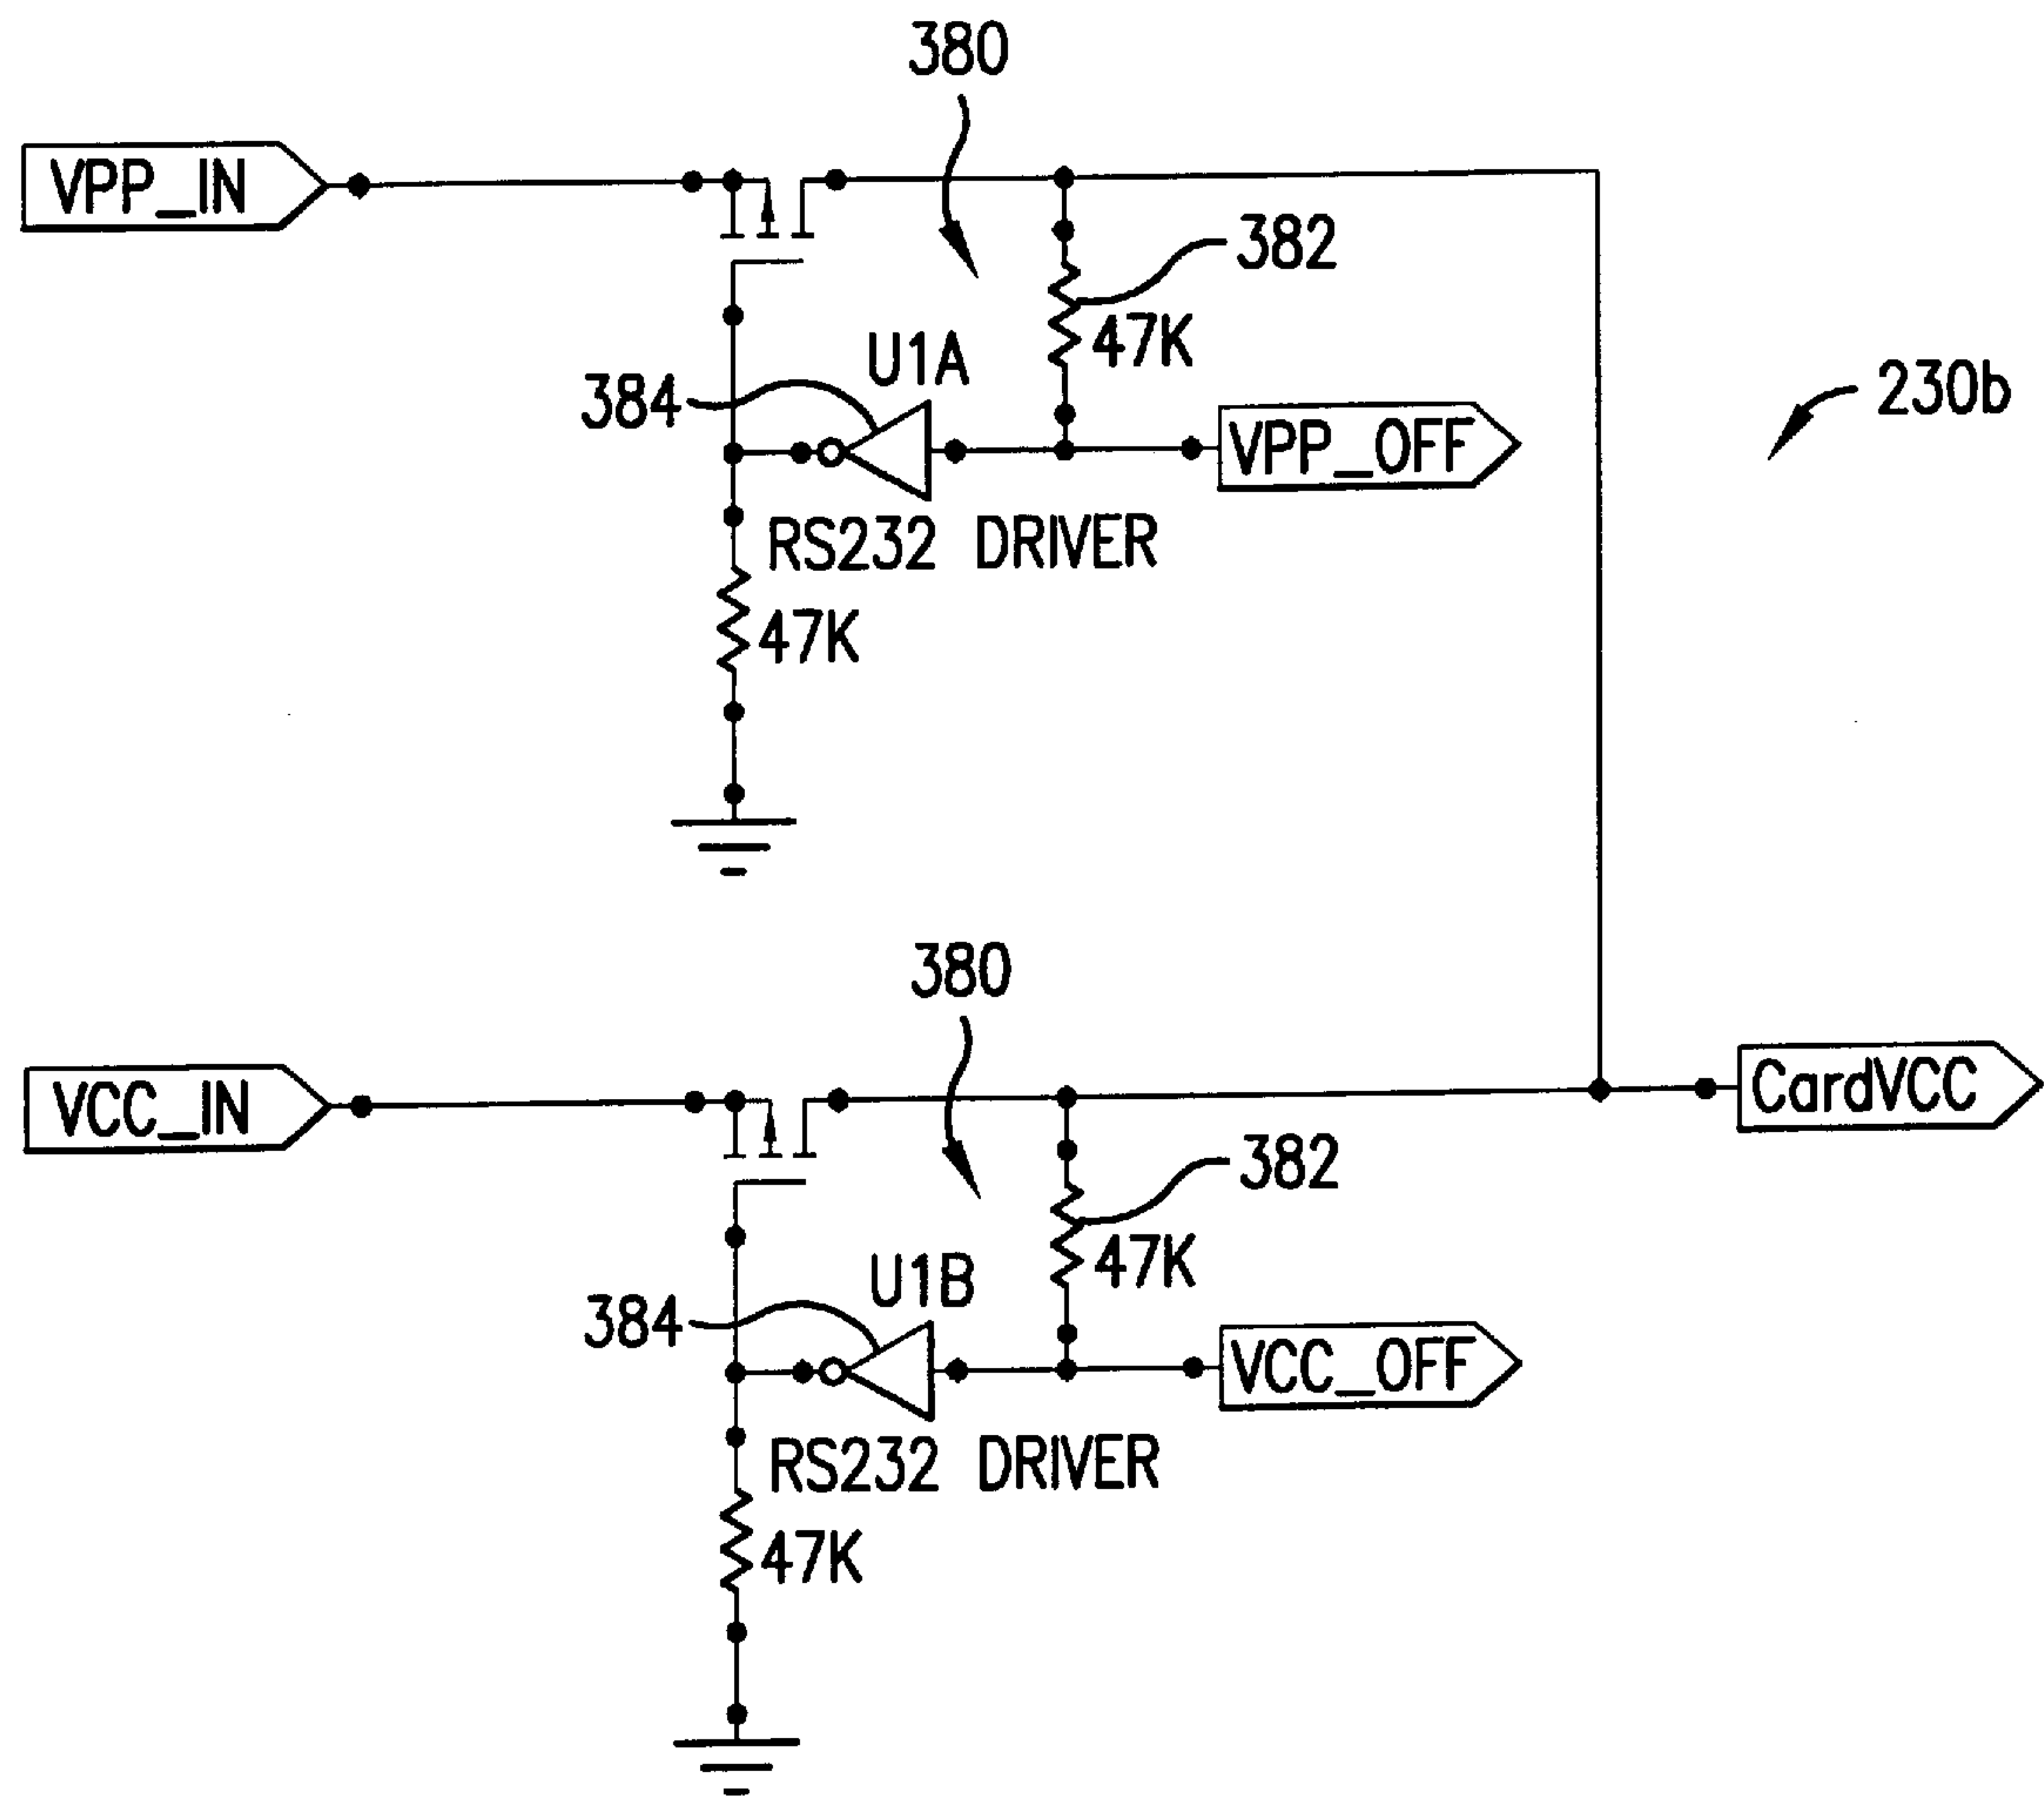 380
VPP_IN
382
47K
U1A
384
230b
VPP_OFF
RS232 DRIVER
47K
380
VCC_IN
CardVCC
382
47K
U1B
384
VCC_OFF
RS232 DRIVER
47K